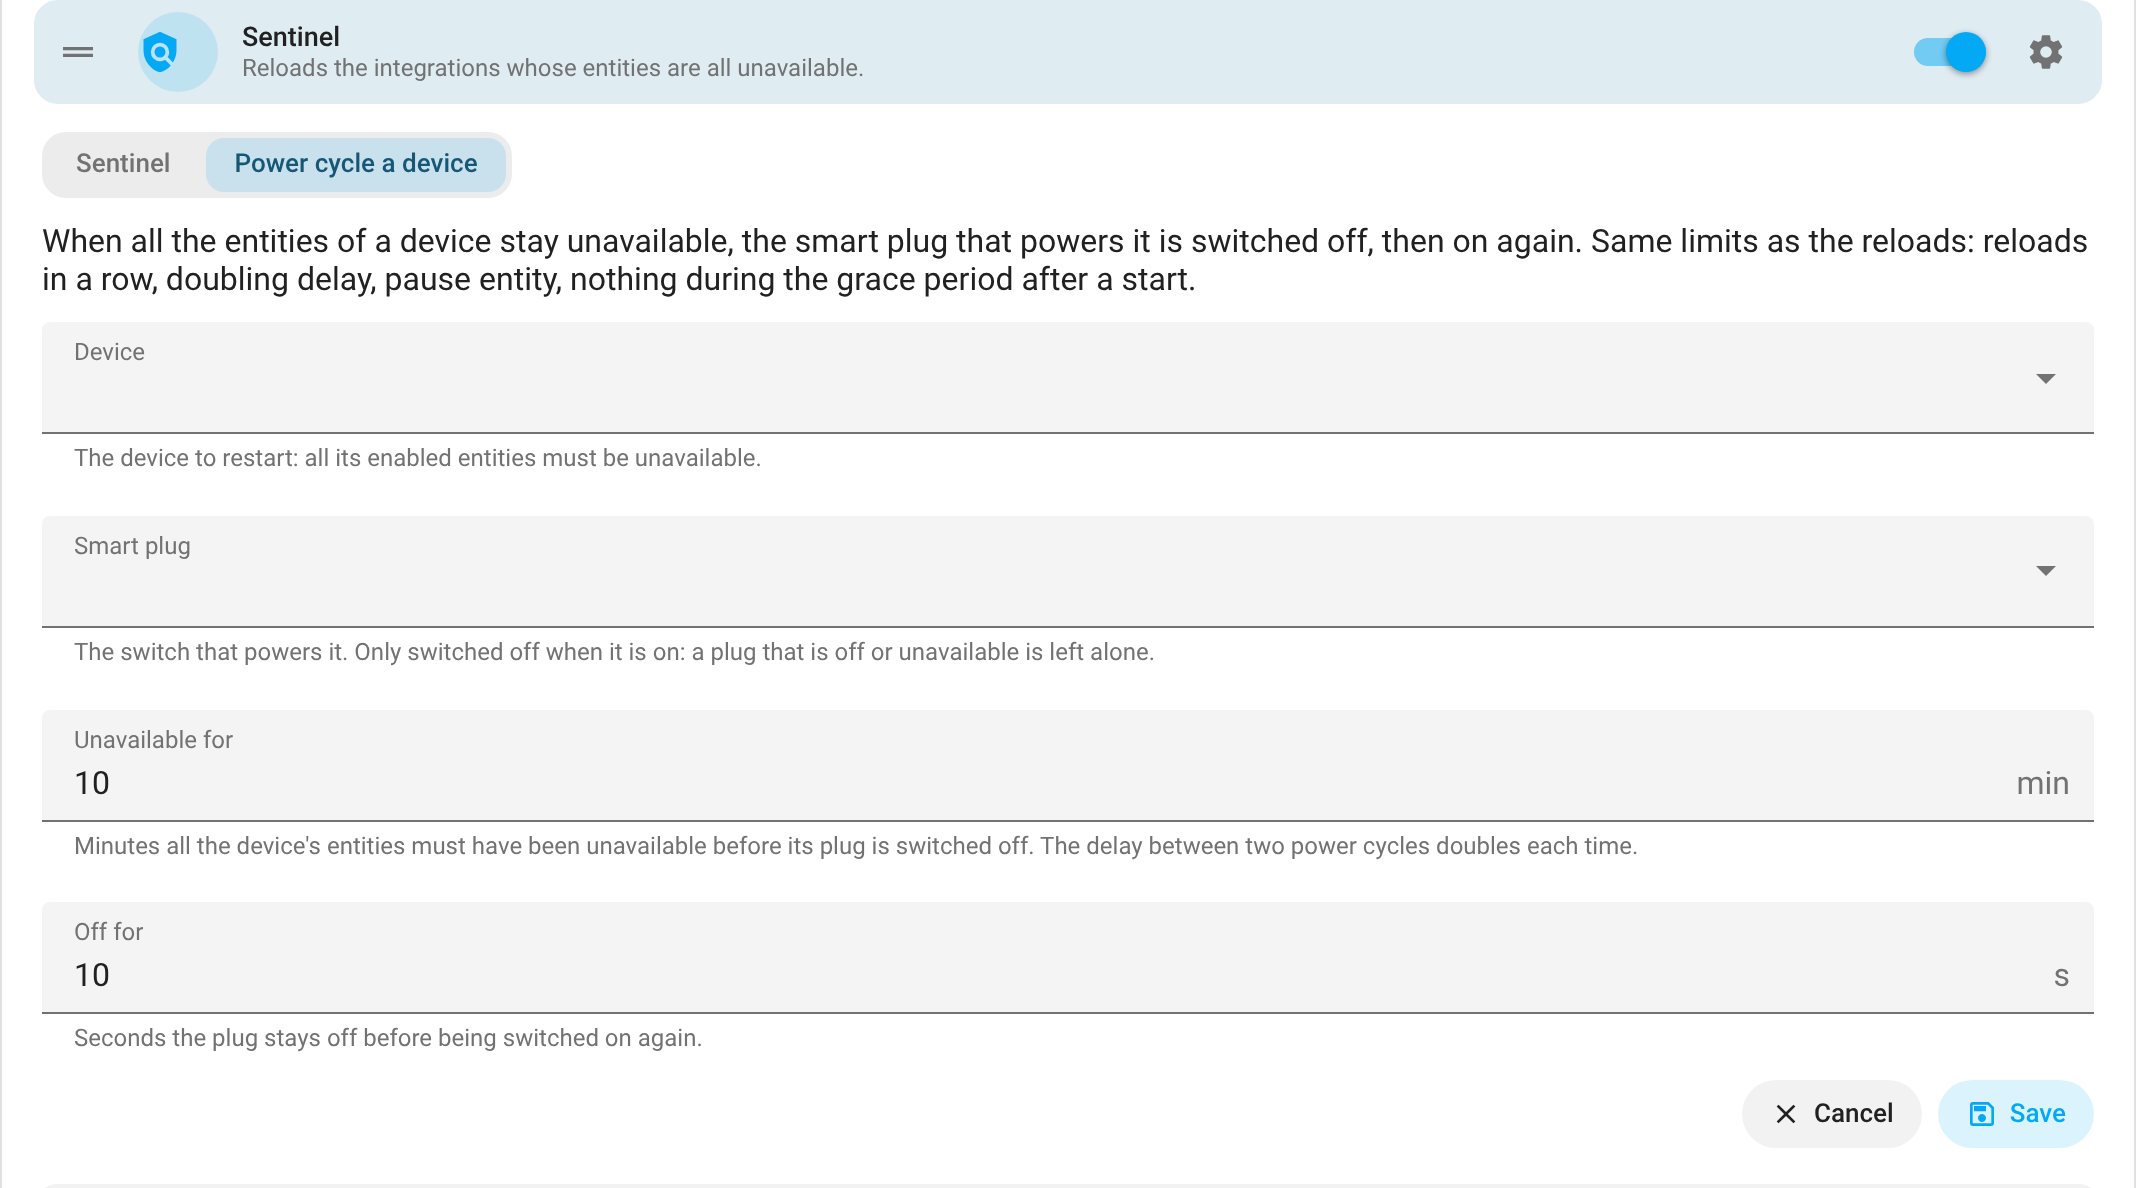 Sentinel
Reloads the integrations whose entities are all unavailable.
Sentinel
Power cycle a device
When all the entities of a device stay unavailable, the smart plug that powers it is switched off, then on again. Same limits as the reloads: reloads
in a row, doubling delay, pause entity, nothing during the grace period after a start.
Device
The device to restart: all its enabled entities must be unavailable.
Smart plug
The switch that powers it. Only switched off when it is on: a plug that is off or unavailable is left alone.
Unavailable for
10
min
Minutes all the device's entities must have been unavailable before its plug is switched off. The delay between two power cycles doubles each time.
Off for
10
s
Seconds the plug stays off before being switched on again.
Cancel
Save